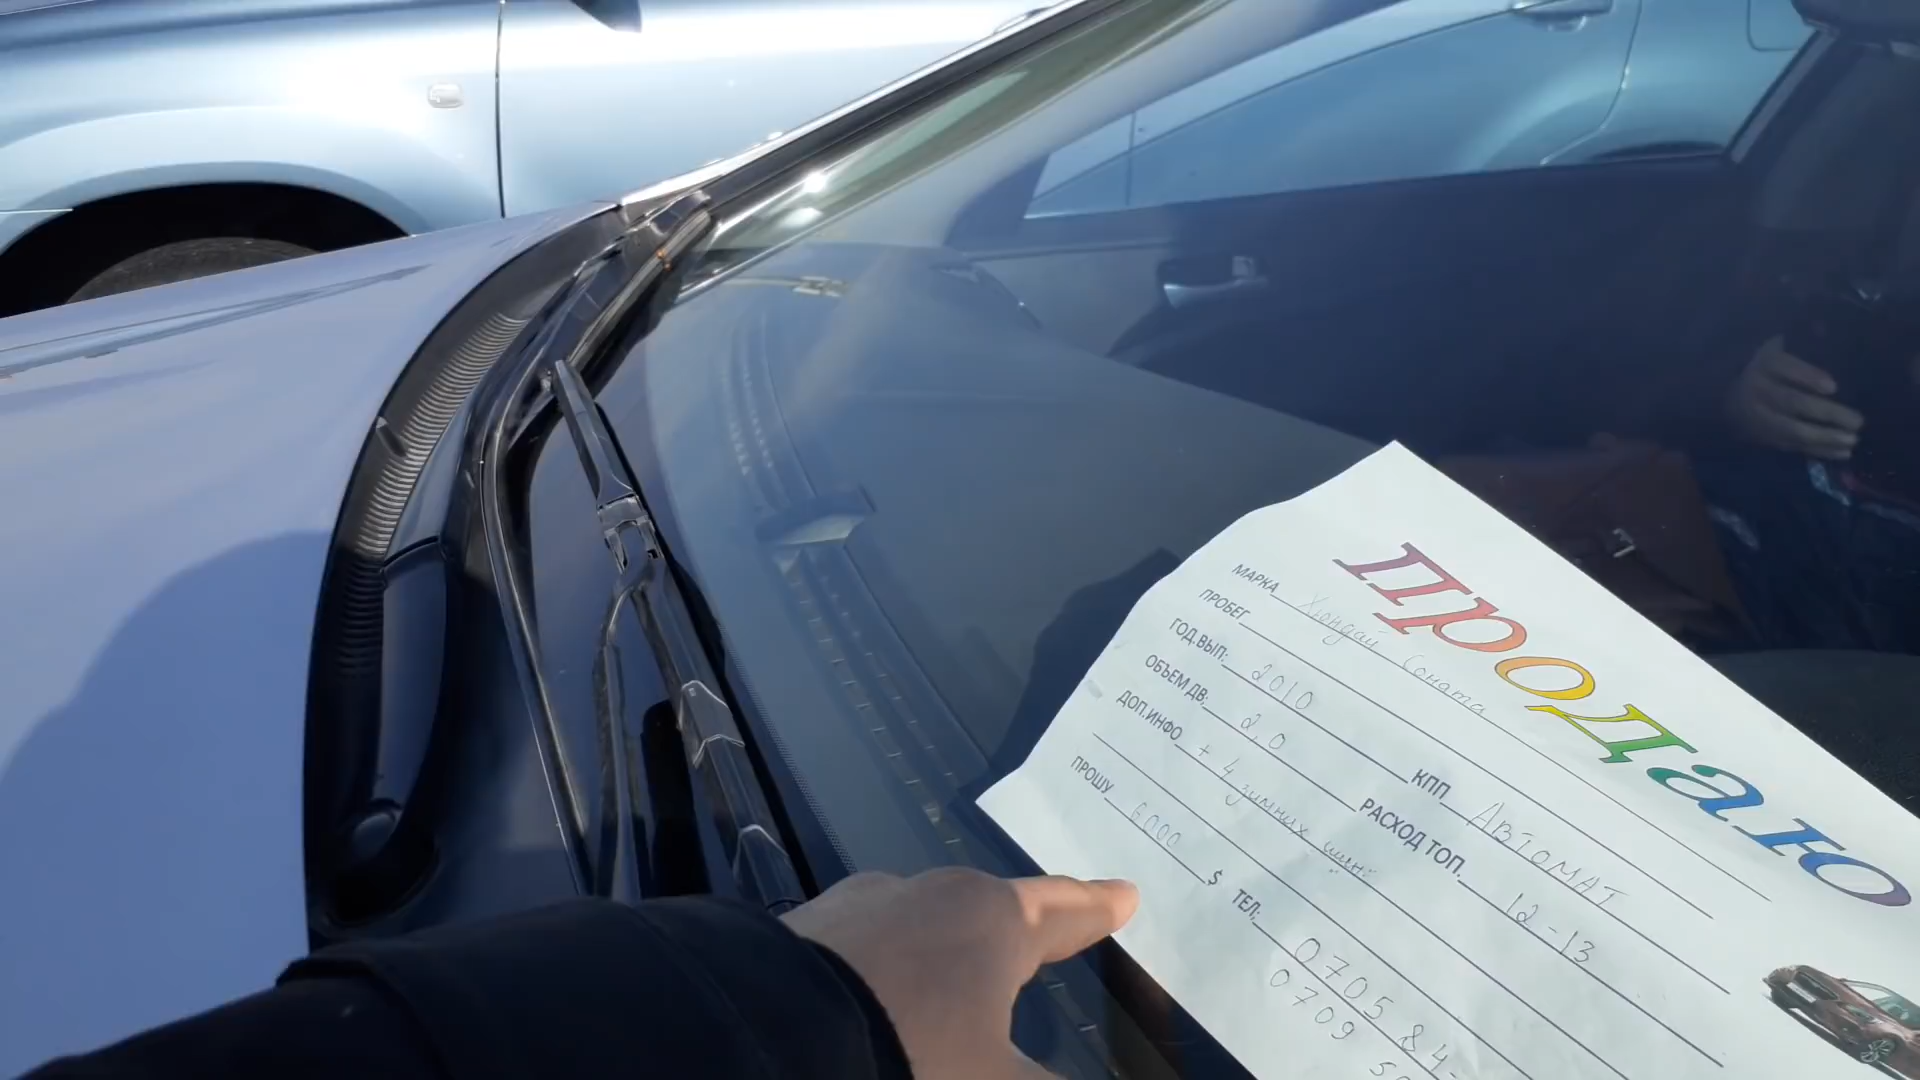 Продаю
МАРКА Хюндай Соната
ПРОБЕГ
ГОД.ВЫП: 2010 КПП Автомат
ОБЪЕМ ДВ: 2.0 РАСХОД ТОП. 12-13
ДОП.ИНФО + 4 зимних шин
ПРОШУ 6000 $ ТЕЛ: 0705 84-
0709